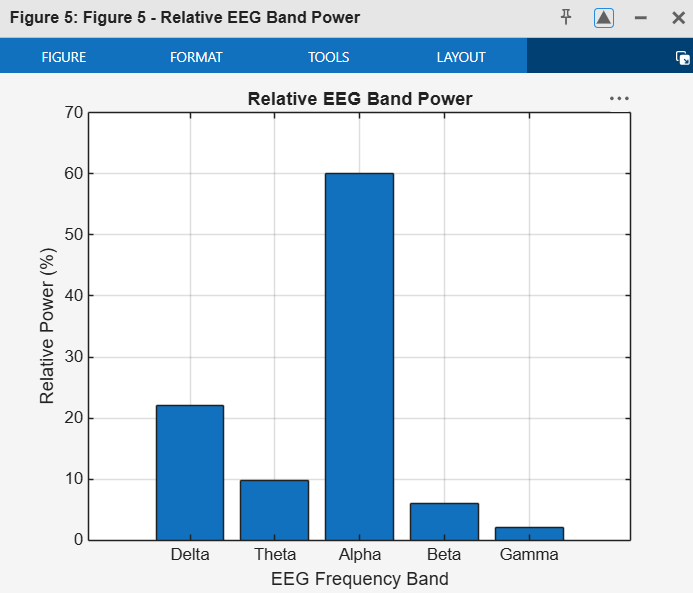 Figure 5: Figure 5 - Relative EEG Band Power
FIGURE FORMAT TOOLS LAYOUT
Relative EEG Band Power
70
60
50
40
30
20
10
0
Relative Power (%)
Delta Theta Alpha Beta Gamma
EEG Frequency Band